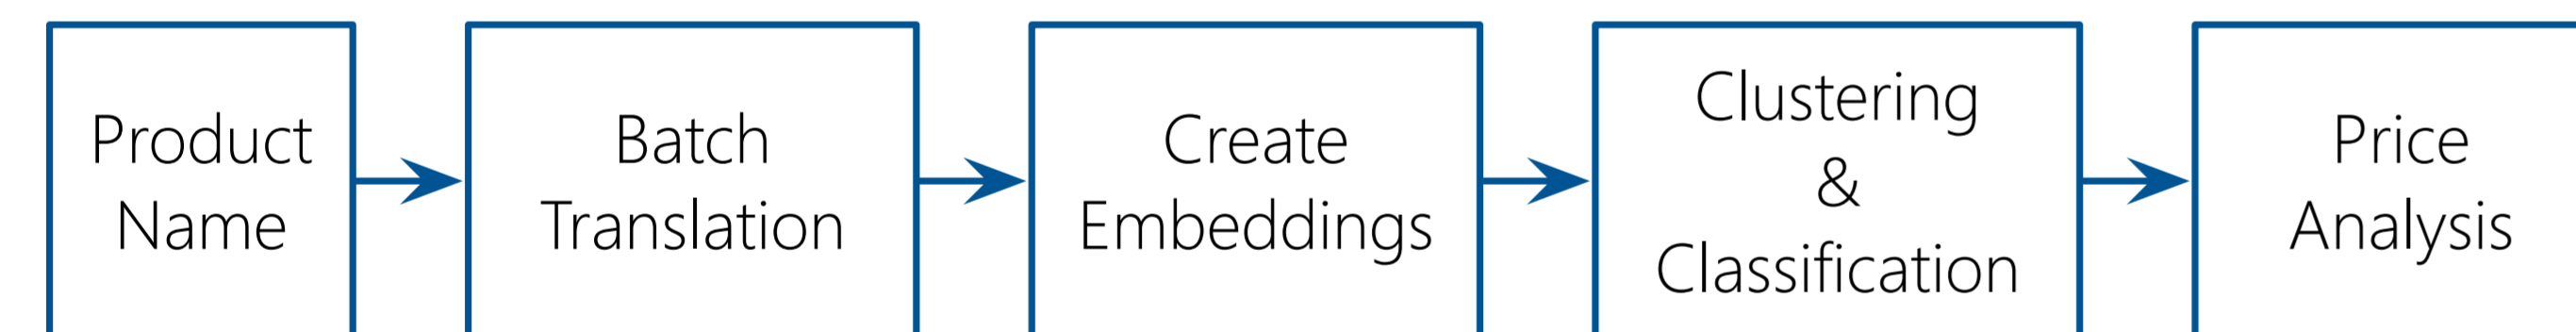 Product
Name
Batch
Translation
Create
Embeddings
Clustering
&
Classification
Price
Analysis